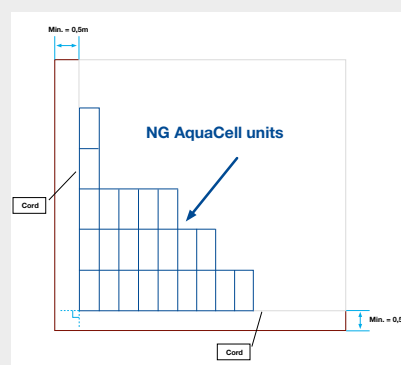 Min. = 0,5m
NG AquaCell units
Cord
Min. = 0,5
Cord